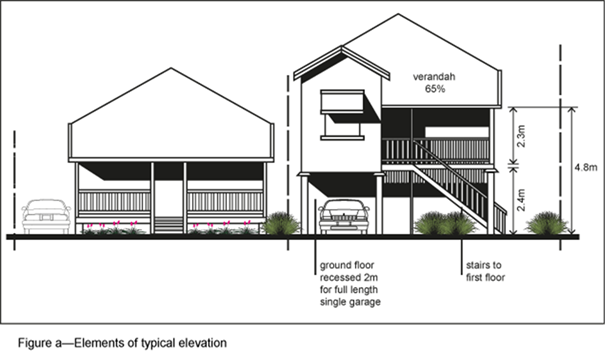 verandah
65%
2.3m
4.8m
2.4m
ground floor
recessed 2m
for full length
single garage
stairs to
first floor
Figure a—Elements of typical elevation